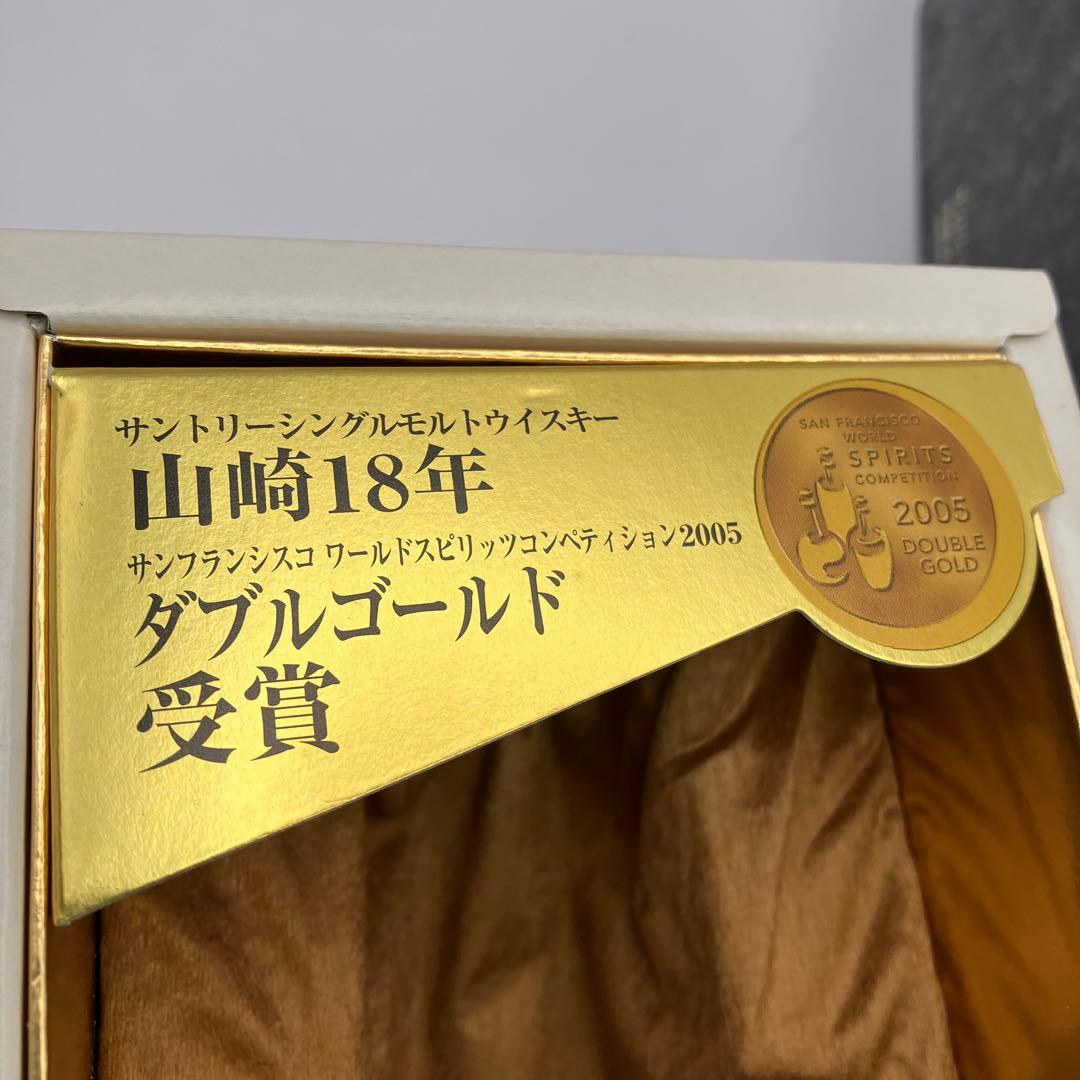 サントリーシングルモルトウイスキー
山崎18年
サンフランシスコ ワールドスピリッツコンペティション2005
ダブルゴールド
受賞
SAN FRANCISCO
WORLD
SPIRITS
COMPETITION
2005
DOUBLE
GOLD